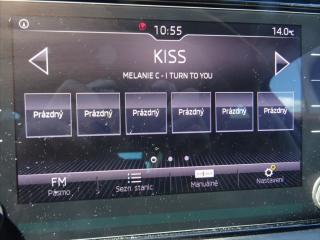 10:55
14.0°C
KISS
MELANIE C - I TURN TO YOU
Prázdný Prázdný Prázdný Prázdný Prázdný Prázdný
FM
Pásmo Sezn. stanic Manuálně Nastavení